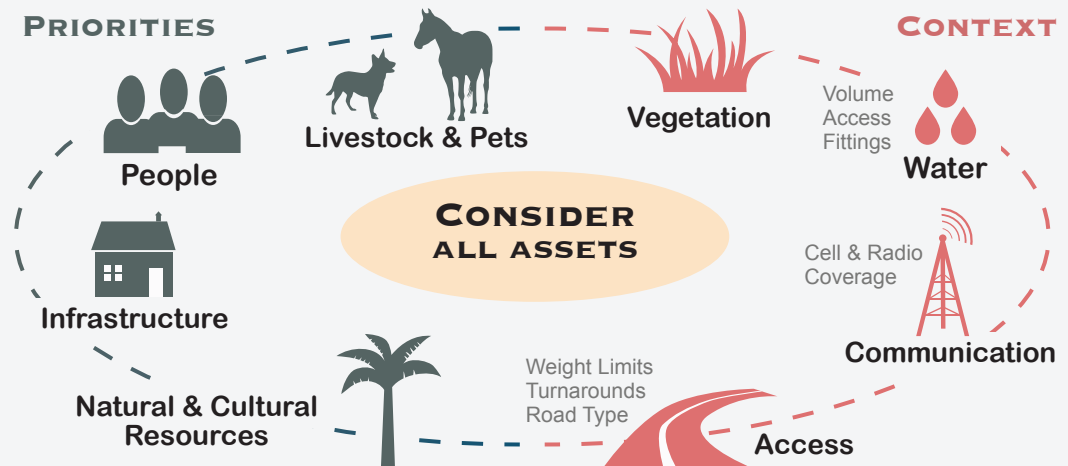 PRIORITIES
CONTEXT
People
Livestock & Pets
Vegetation
Volume
Access
Fittings
Water
CONSIDER
ALL ASSETS
Infrastructure
Cell & Radio
Coverage
Communication
Natural & Cultural
Resources
Weight Limits
Turnarounds
Road Type
Access